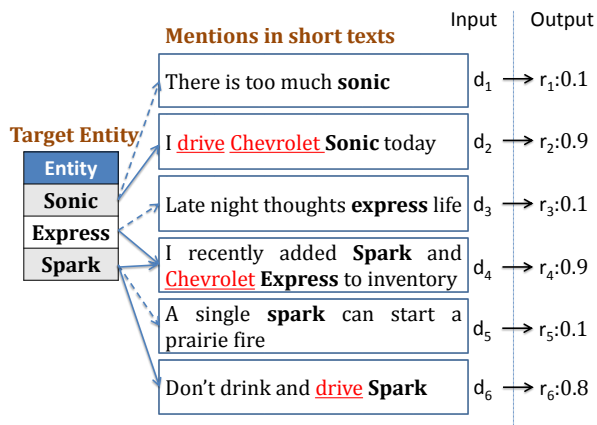 Input Output
Mentions in short texts
There is too much sonic d1 r1:0.1
Target Entity
I drive Chevrolet Sonic today d2 r2:0.9
Entity
Sonic
Late night thoughts express life d3 r3:0.1
Express
I recently added Spark and
Chevrolet Express to inventory d4 r4:0.9
Spark
A single spark can start a
prairie fire d5 r5:0.1
Don't drink and drive Spark d6 r6:0.8